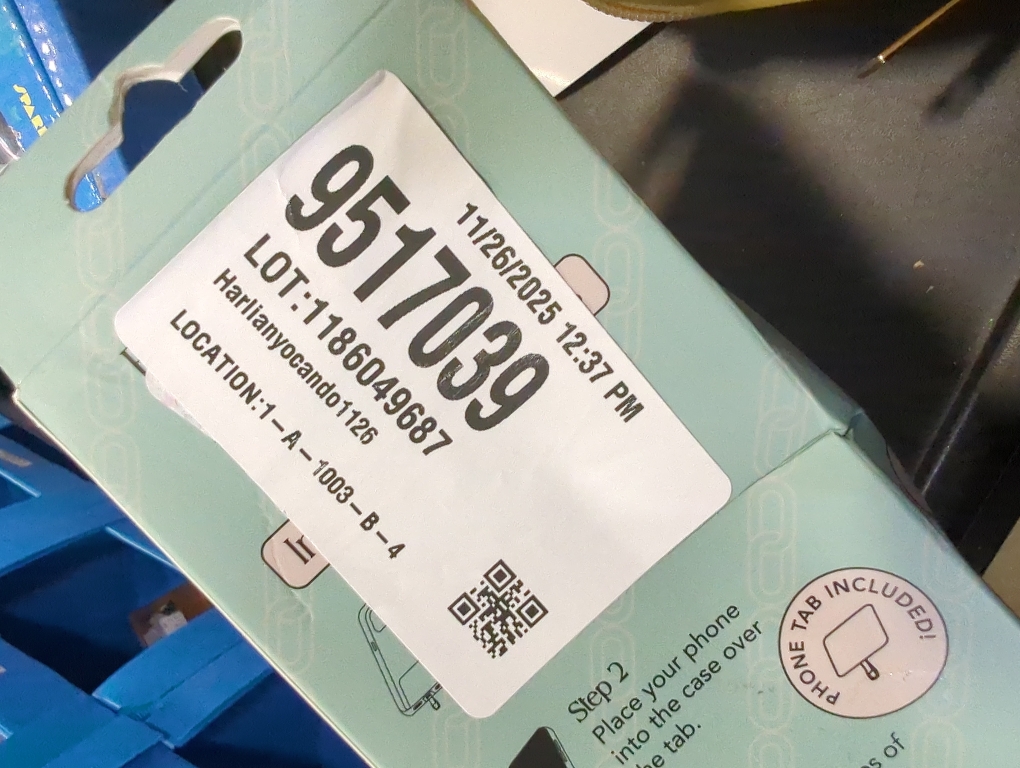 11/26/2025 12:37 PM
9517039
LOT:1186049687
Harlianyocando1126
LOCATION:1-A-1003-B-4
PHONE TAB INCLUDED!
Step 2
Place your phone
into the case over
tab.
of